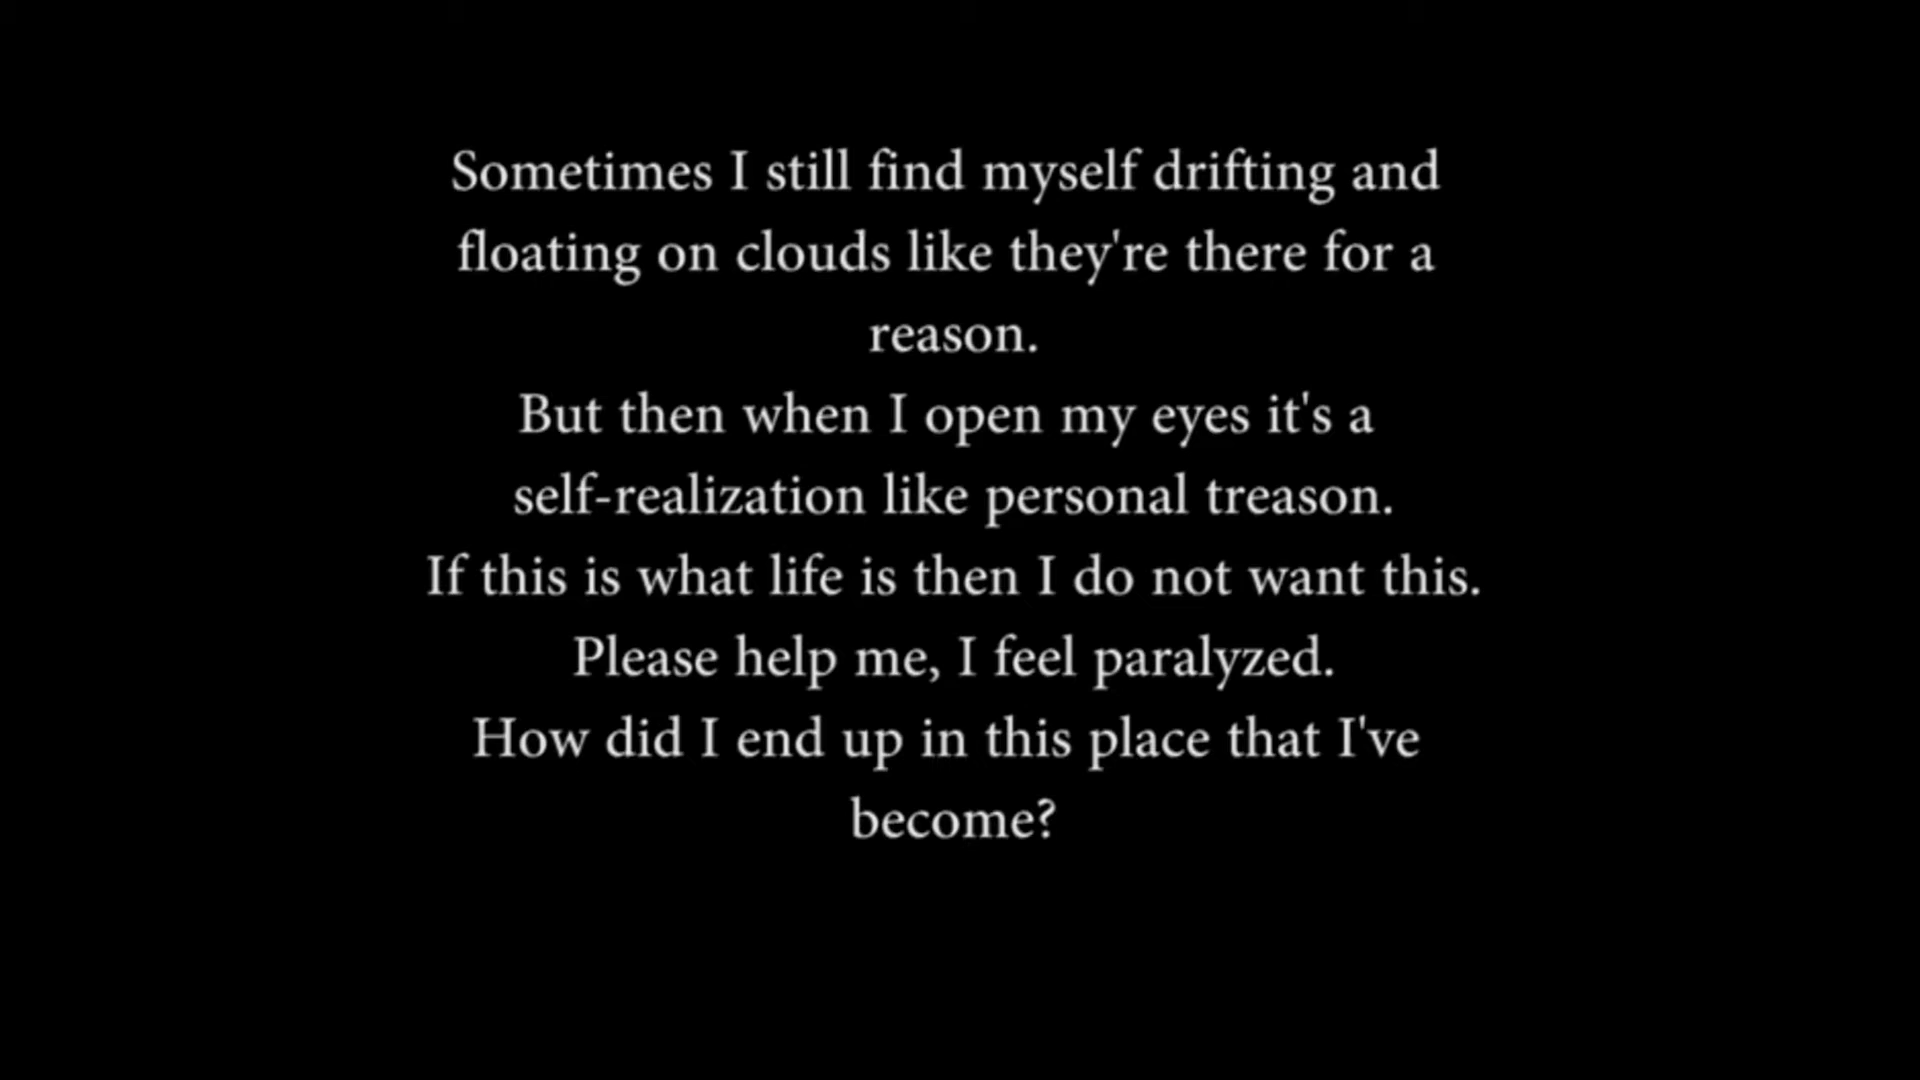 Sometimes I still find myself drifting and
floating on clouds like they're there for a
reason.
But then when I open my eyes it's a
self-realization like personal treason.
If this is what life is then I do not want this.
Please help me, I feel paralyzed.
How did I end up in this place that I've
become?